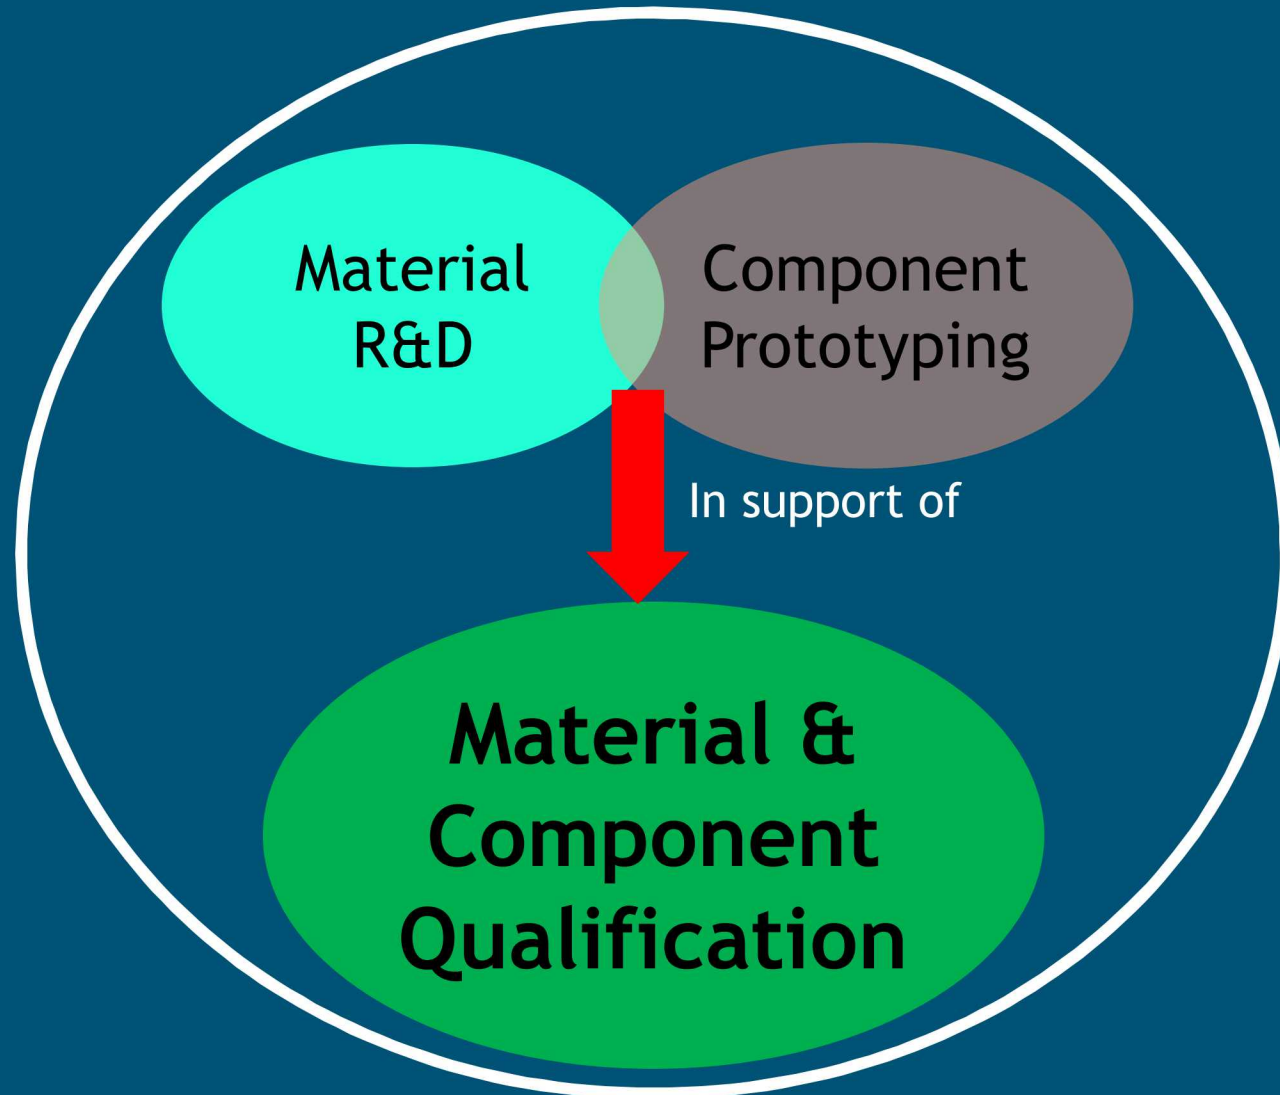 Material
R&D
Component
Prototyping
In support of
Material &
Component
Qualification